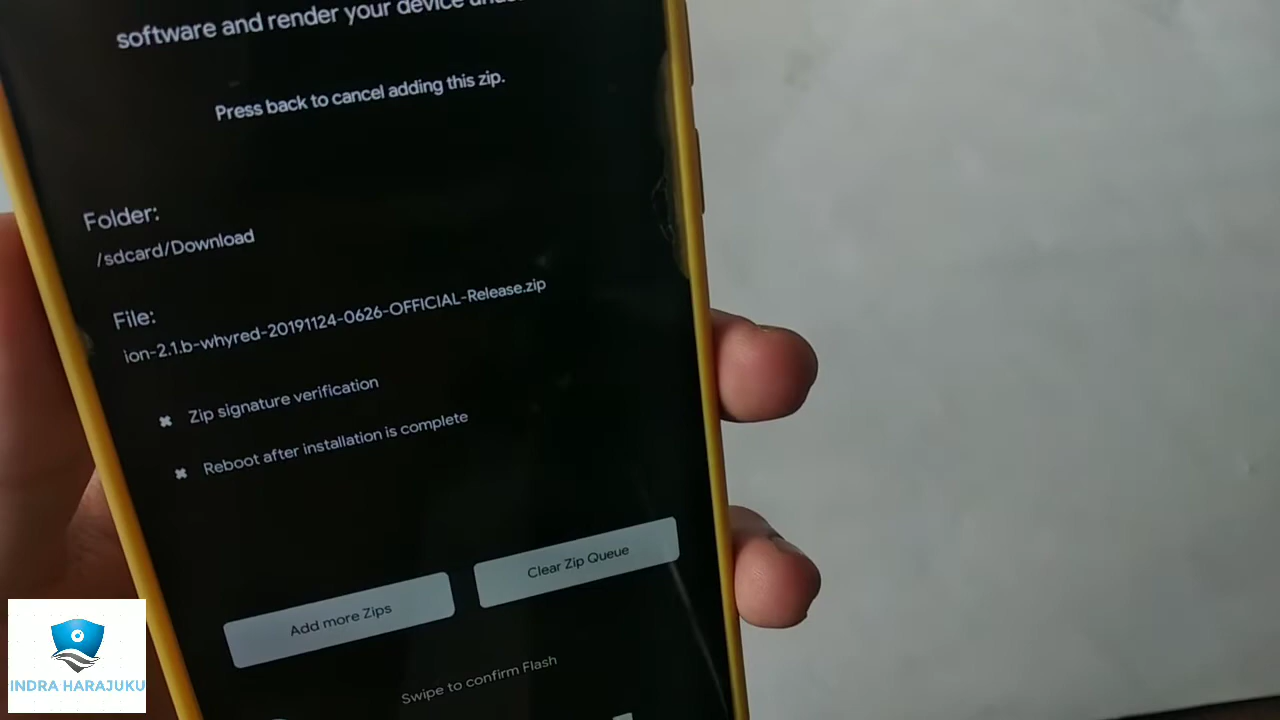 software and render your device
Press back to cancel adding this zip.
Folder:
/sdcard/Download
File:
ion-2.1.b-whyred-20191124-0626-OFFICIAL-Release.zip
Zip signature verification
Reboot after installation is complete
Clear Zip Queue
Add more Zips
Swipe to confirm Flash
INDRA HARAJUKU